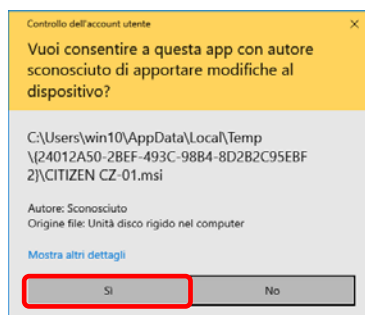 Controllo dell'account utente
Vuoi consentire a questa app con autore
sconosciuto di apportare modifiche al
dispositivo?
C:\Users\win10\AppData\Local\Temp
\{24012A50-2BEF-493C-98B4-8D2B2C95EBF
2}\CITIZEN CZ-01.msi
Autore: Sconosciuto
Origine file: Unità disco rigido nel computer
Mostra altri dettagli
Sì
No